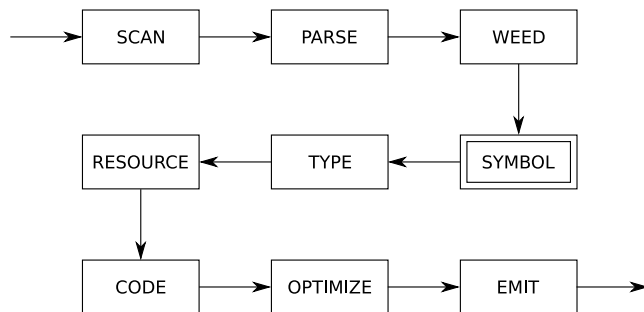 SCAN
PARSE
WEED
RESOURCE
TYPE
SYMBOL
CODE
OPTIMIZE
EMIT